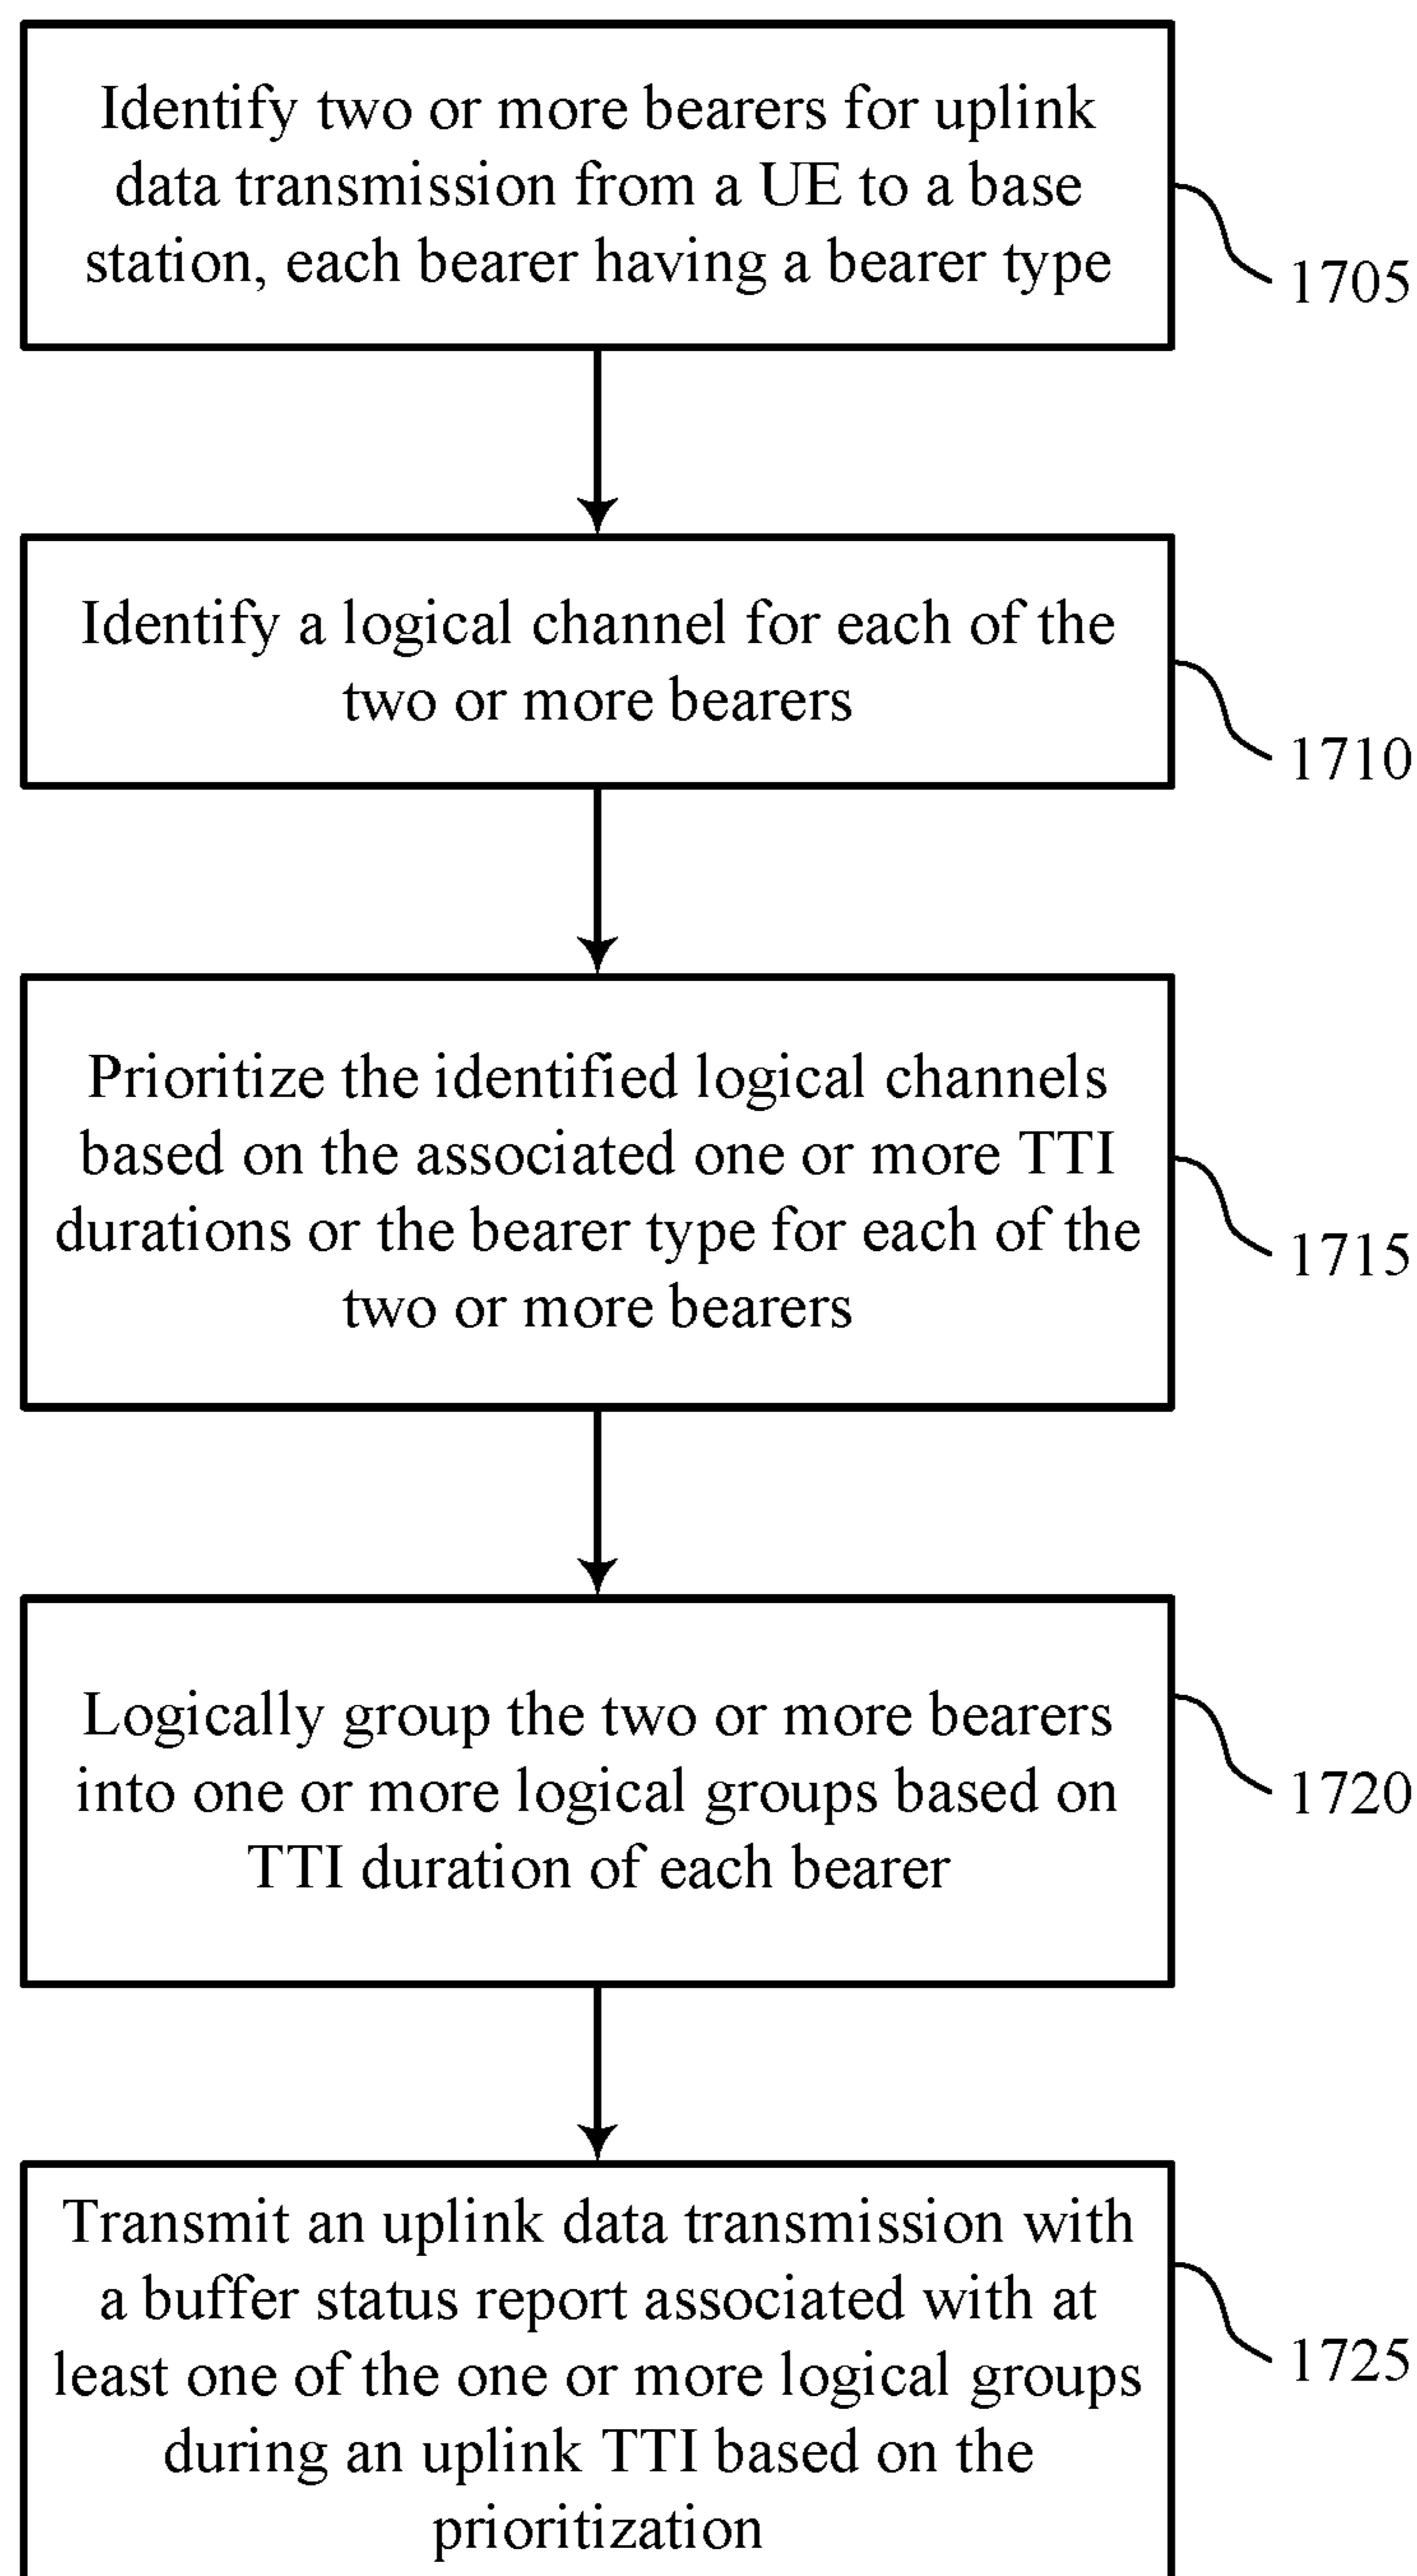 Identify two or more bearers for uplink
data transmission from a UE to a base
station, each bearer having a bearer type
1705
Identify a logical channel for each of the
two or more bearers
1710
Prioritize the identified logical channels
based on the associated one or more TTI
durations or the bearer type for each of the
two or more bearers
1715
Logically group the two or more bearers
into one or more logical groups based on
TTI duration of each bearer
1720
Transmit an uplink data transmission with
a buffer status report associated with at
least one of the one or more logical groups
during an uplink TTI based on the
prioritization
1725